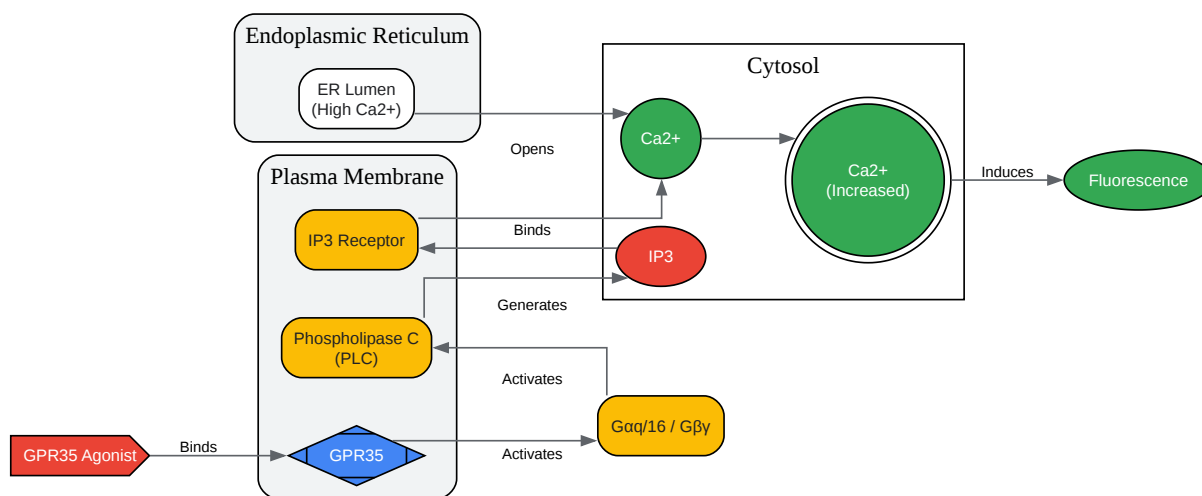 Endoplasmic Reticulum
ER Lumen
(High Ca2+)
Cytosol
Ca2+
Opens
Ca2+
(Increased)
Induces
Fluorescence
Plasma Membrane
IP3 Receptor
Binds
IP3
Generates
Phospholipase C
(PLC)
Activates
Gαq/16 / Gβγ
GPR35 Agonist
Binds
GPR35
Activates